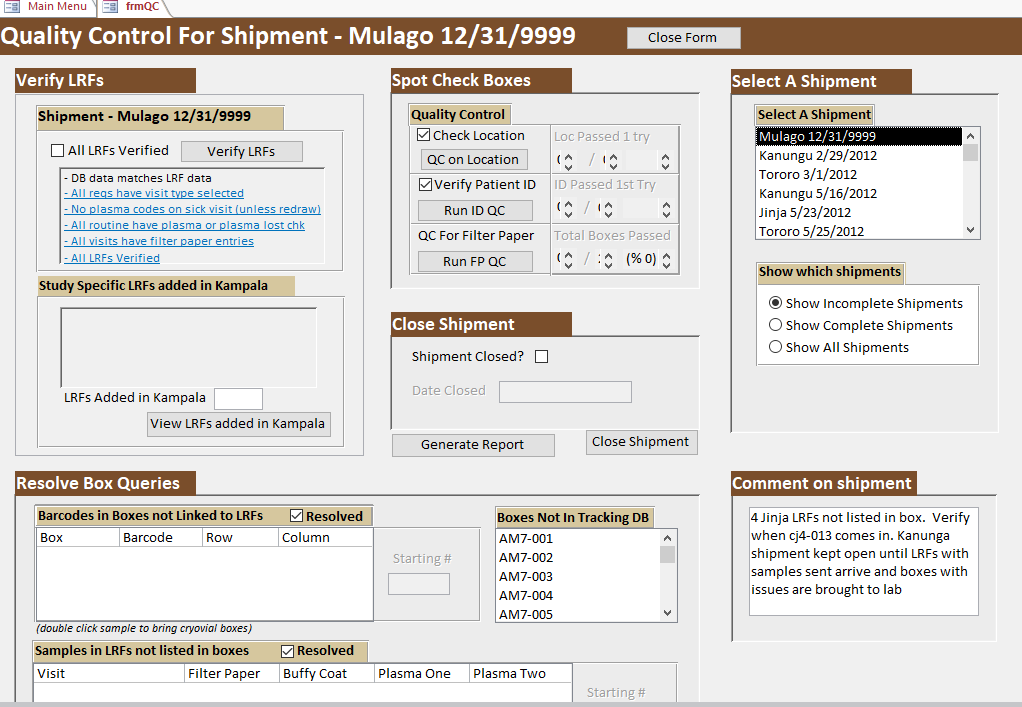 Main Menu
frmQC
Quality Control For Shipment - Mulago 12/31/9999
Close Form
Verify LRFs
Shipment - Mulago 12/31/9999
All LRFs Verified
Verify LRFs
- DB data matches LRF data
- All reqs have visit type selected
- No plasma codes on sick visit (unless redraw)
- All routine have plasma or plasma lost chk
- All visits have filter paper entries
- All LRFs Verified
Study Specific LRFs added in Kampala
LRFs Added in Kampala
View LRFs added in Kampala
Spot Check Boxes
Quality Control
Check Location
Loc Passed 1 try
QC on Location
/
Verify Patient ID
ID Passed 1st Try
Run ID QC
/
QC For Filter Paper
Total Boxes Passed
Run FP QC
/ (% 0)
Close Shipment
Shipment Closed?
Date Closed
Generate Report
Close Shipment
Select A Shipment
Select A Shipment
Mulago 12/31/9999
Kanungu 2/29/2012
Tororo 3/1/2012
Kanungu 5/16/2012
Jinja 5/23/2012
Tororo 5/25/2012
Show which shipments
Show Incomplete Shipments
Show Complete Shipments
Show All Shipments
Resolve Box Queries
Barcodes in Boxes not Linked to LRFs
Resolved
Box Barcode Row Column
Starting #
(double click sample to bring cryovial boxes)
Boxes Not In Tracking DB
AM7-001
AM7-002
AM7-003
AM7-004
AM7-005
Samples in LRFs not listed in boxes
Resolved
Visit Filter Paper Buffy Coat Plasma One Plasma Two
Starting #
Comment on shipment
4 Jinja LRFs not listed in box. Verify
when cj4-013 comes in. Kanunga
shipment kept open until LRFs with
samples sent arrive and boxes with
issues are brought to lab